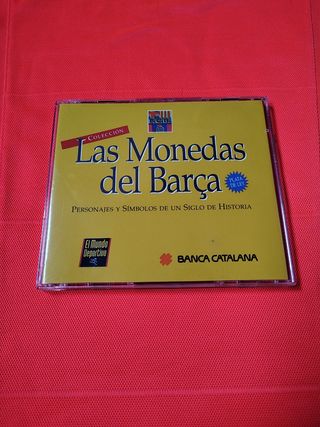 Colección
Las Monedas
del Barça
Personajes y Símbolos de un Siglo de Historia
El Mundo
Deportivo
BANCA CATALANA